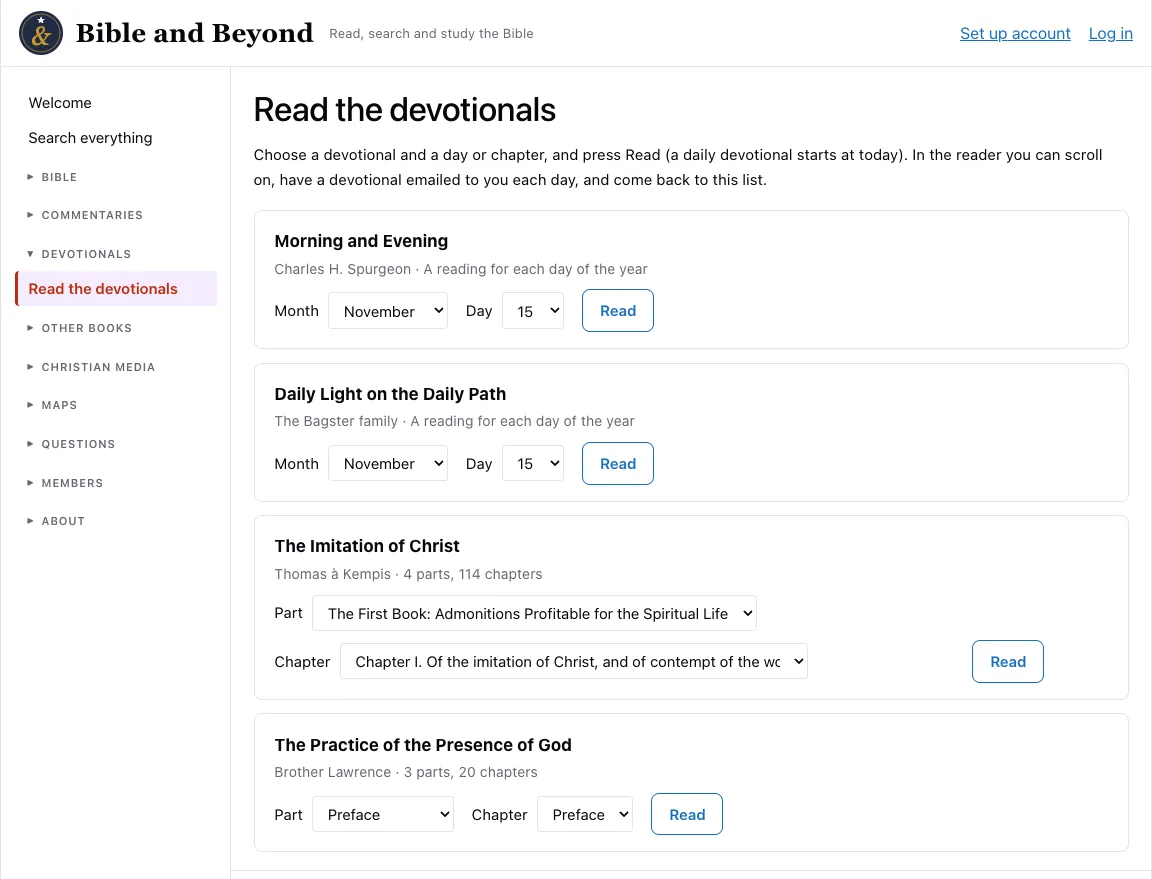 &
Bible and Beyond
Read, search and study the Bible
Set up account
Log in
Welcome
Search everything
BIBLE
COMMENTARIES
DEVOTIONALS
Read the devotionals
OTHER BOOKS
CHRISTIAN MEDIA
MAPS
QUESTIONS
MEMBERS
ABOUT
Read the devotionals
Choose a devotional and a day or chapter, and press Read (a daily devotional starts at today). In the reader you can scroll
on, have a devotional emailed to you each day, and come back to this list.
Morning and Evening
Charles H. Spurgeon · A reading for each day of the year
Month November Day 15 Read
Daily Light on the Daily Path
The Bagster family · A reading for each day of the year
Month November Day 15 Read
The Imitation of Christ
Thomas à Kempis · 4 parts, 114 chapters
Part The First Book: Admonitions Profitable for the Spiritual Life
Chapter Chapter I. Of the imitation of Christ, and of contempt of the Read
The Practice of the Presence of God
Brother Lawrence · 3 parts, 20 chapters
Part Preface Chapter Preface Read